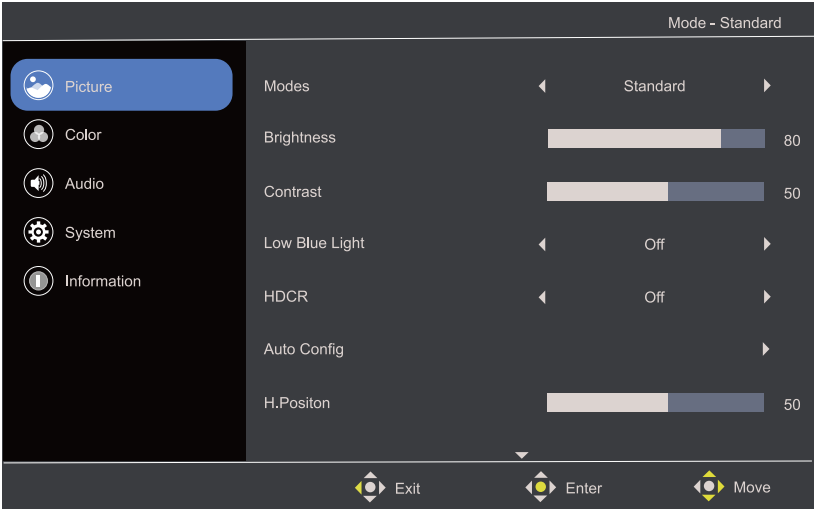 Mode - Standard
Picture
Color
Audio
System
Information
Modes Standard
Brightness 80
Contrast 50
Low Blue Light Off
HDCR Off
Auto Config
H.Positon 50
Exit Enter Move